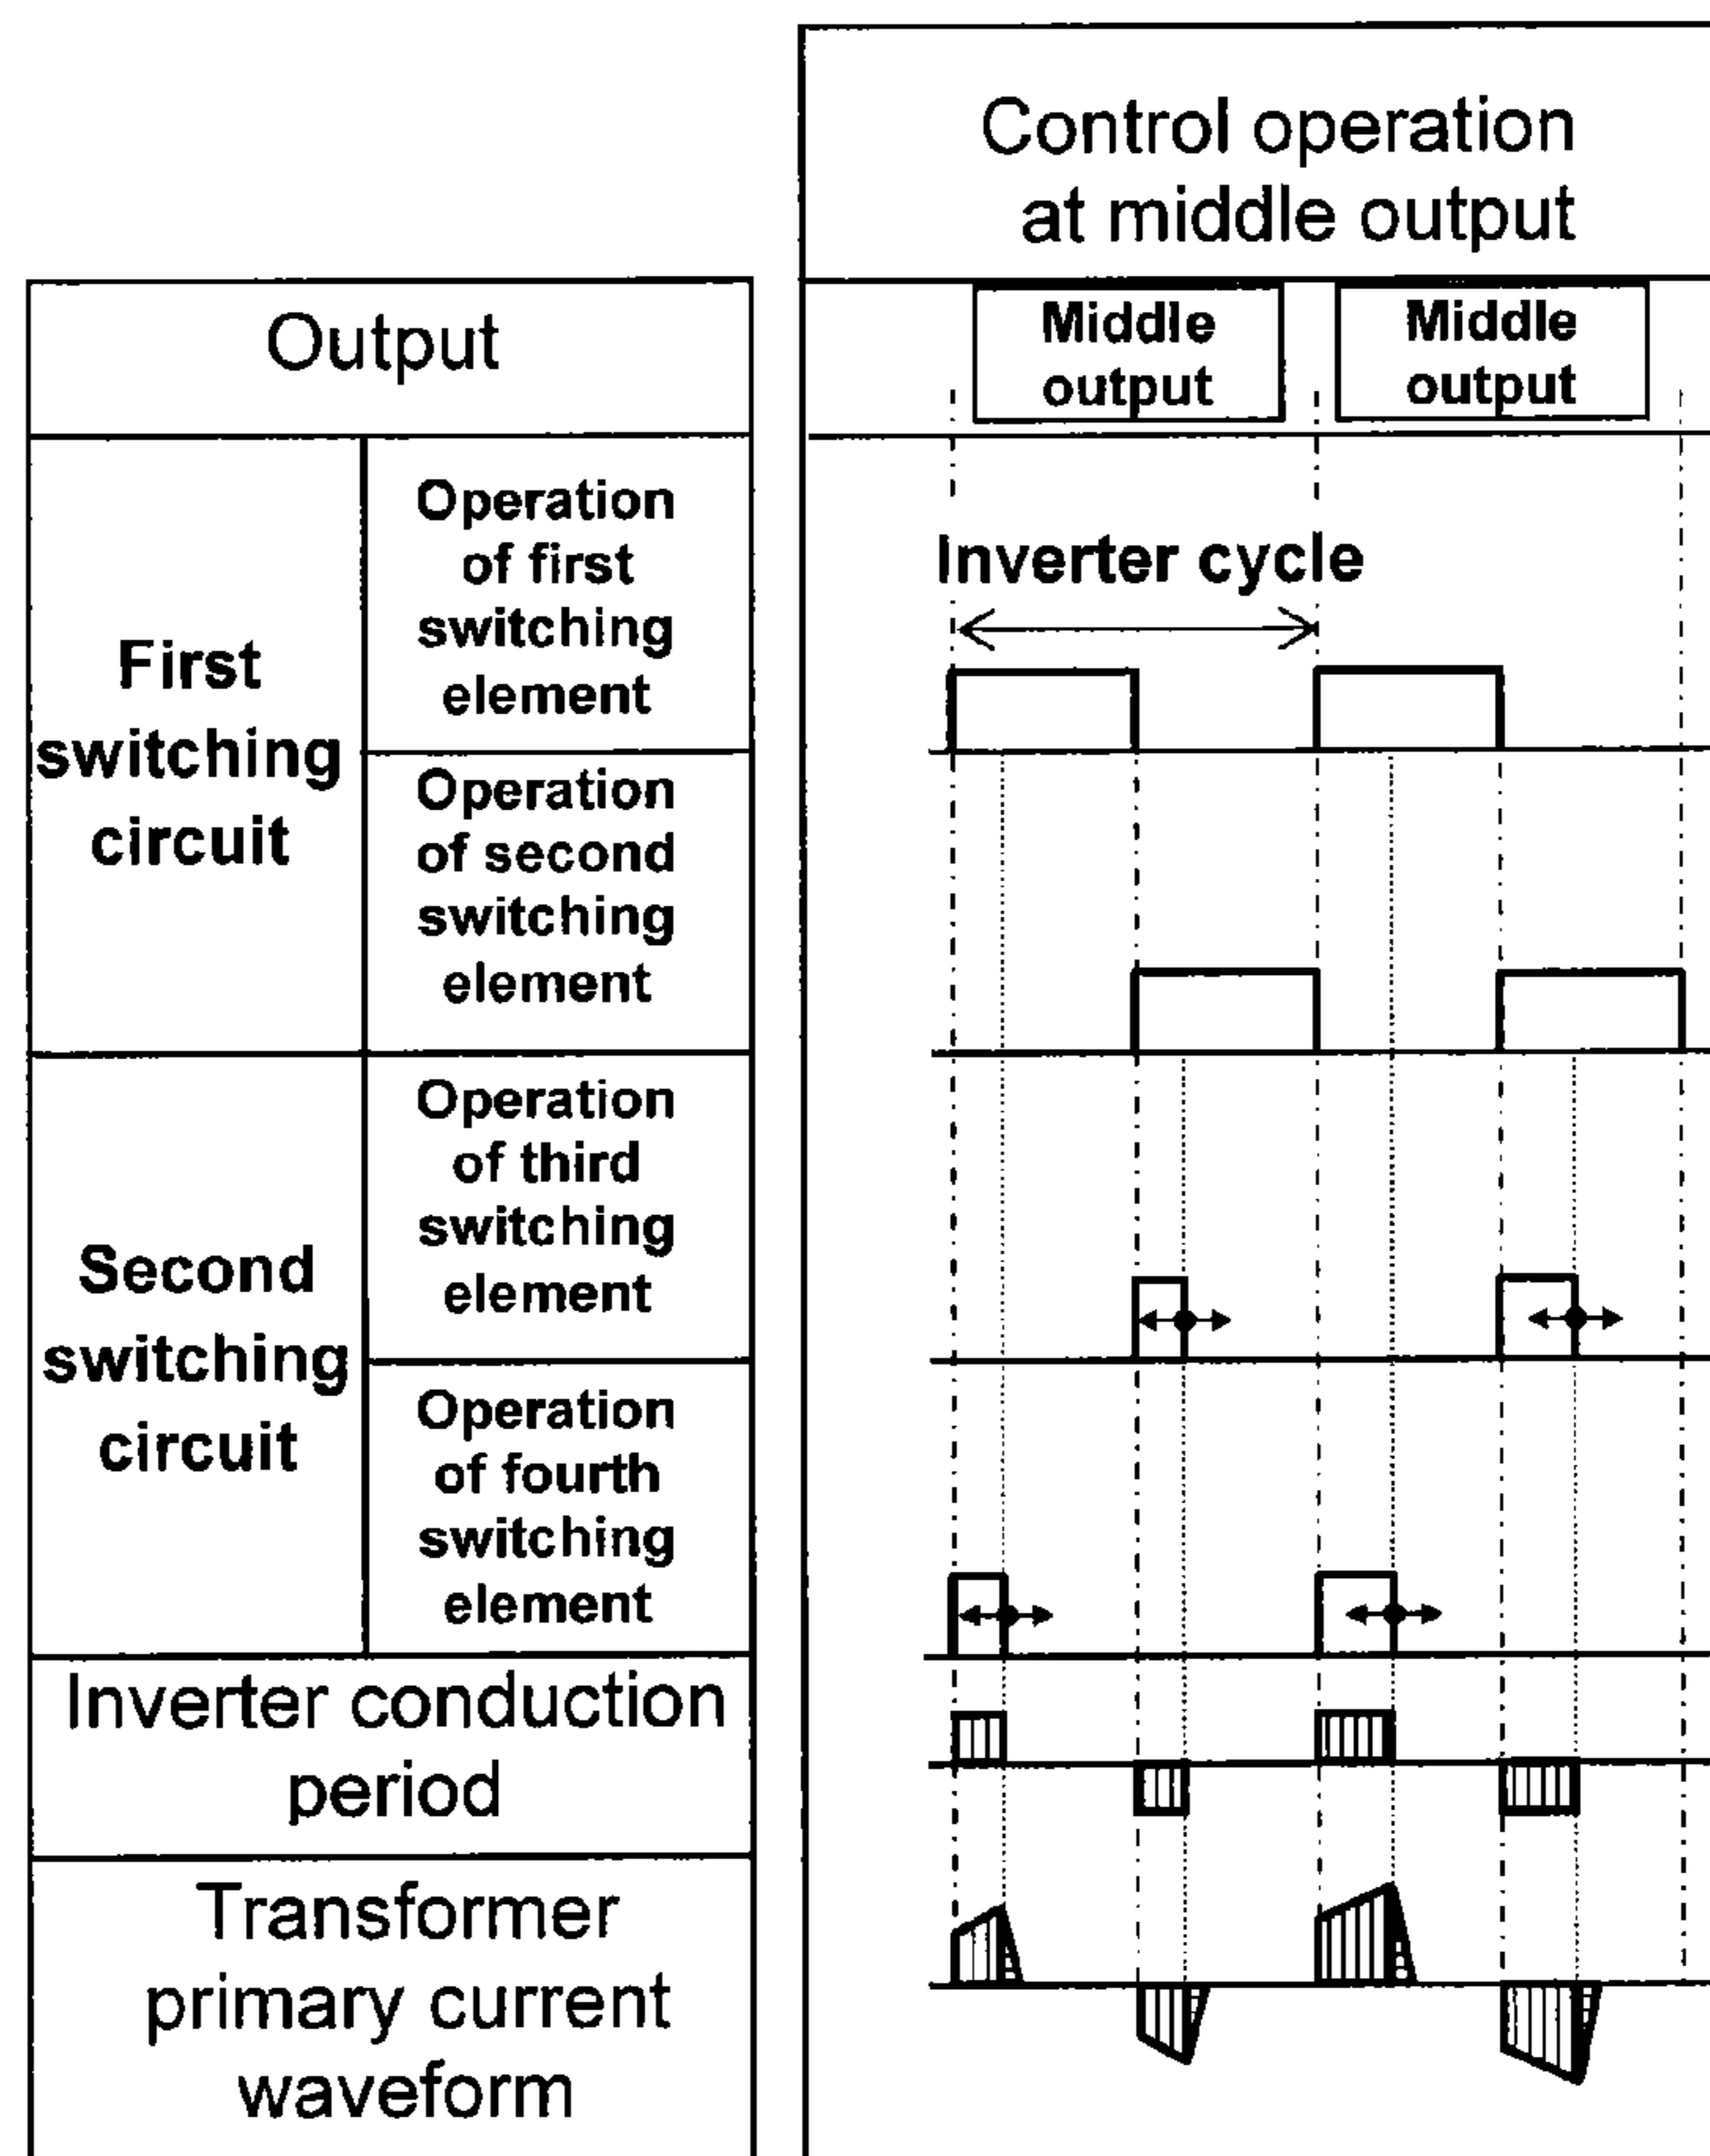 Control operation
at middle output
Output
Middle
output
Middle
output
First
switching
circuit
Operation
of first
switching
element
Inverter cycle
Operation
of second
switching
element
Second
switching
circuit
Operation
of third
switching
element
Operation
of fourth
switching
element
Inverter conduction
period
Transformer
primary current
waveform